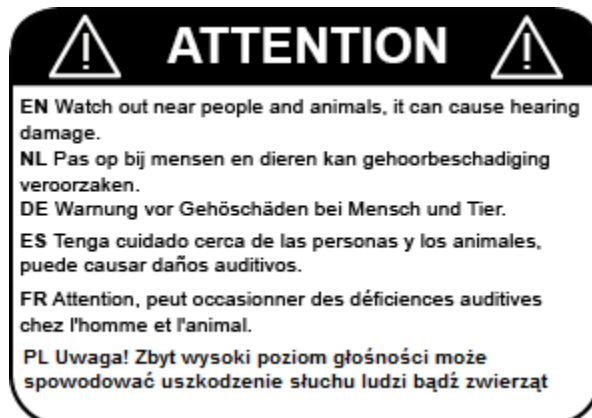 ATTENTION
EN Watch out near people and animals, it can cause hearing
damage.
NL Pas op bij mensen en dieren kan gehoorbeschadiging
veroorzaken.
DE Warnung vor Gehöschäden bei Mensch und Tier.
ES Tenga cuidado cerca de las personas y los animales,
puede causar daños auditivos.
FR Attention, peut occasionner des déficiences auditives
chez l'homme et l'animal.
PL Uwaga! Zbyt wysoki poziom głośności może
spowodować uszkodzenie słuchu ludzi bądź zwierząt